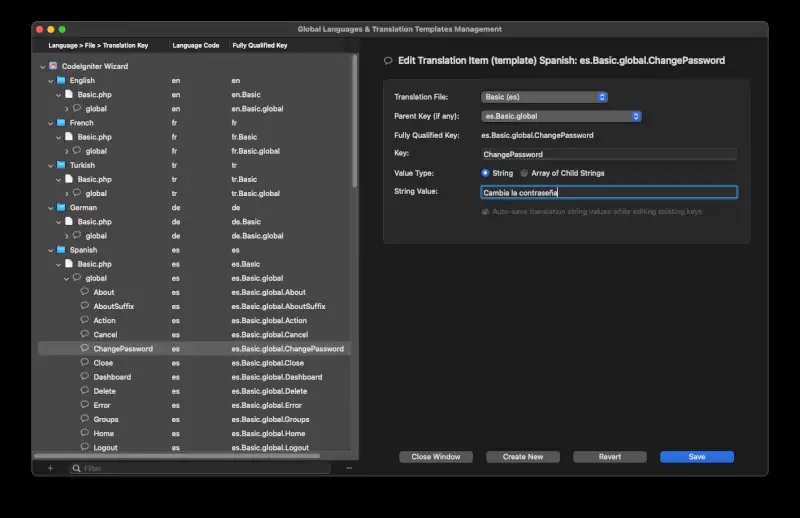 Global Languages & Translation Templates Management
Language > File > Translation Key Language Code Fully Qualified Key
CodeIgniter Wizard
English en en
Basic.php en en.Basic
global en en.Basic.global
French fr fr
Basic.php fr fr.Basic
global fr fr.Basic.global
Turkish tr tr
Basic.php tr tr.Basic
global tr tr.Basic.global
German de de
Basic.php de de.Basic
global de de.Basic.global
Spanish es es
Basic.php es es.Basic
global es es.Basic.global
About es es.Basic.global.About
AboutSuffix es es.Basic.global.AboutSuffix
Action es es.Basic.global.Action
Cancel es es.Basic.global.Cancel
ChangePassword es es.Basic.global.ChangePassword
Close es es.Basic.global.Close
Dashboard es es.Basic.global.Dashboard
Delete es es.Basic.global.Delete
Error es es.Basic.global.Error
Groups es es.Basic.global.Groups
Home es es.Basic.global.Home
Logout es es.Basic.global.Logout
Filter
Edit Translation Item (template) Spanish: es.Basic.global.ChangePassword
Translation File: Basic (es)
Parent Key (if any): es.Basic.global
Fully Qualified Key: es.Basic.global.ChangePassword
Key: ChangePassword
Value Type: String Array of Child Strings
String Value: Cambia la contraseña
Auto-save translation string values while editing existing keys
Close Window Create New Revert Save